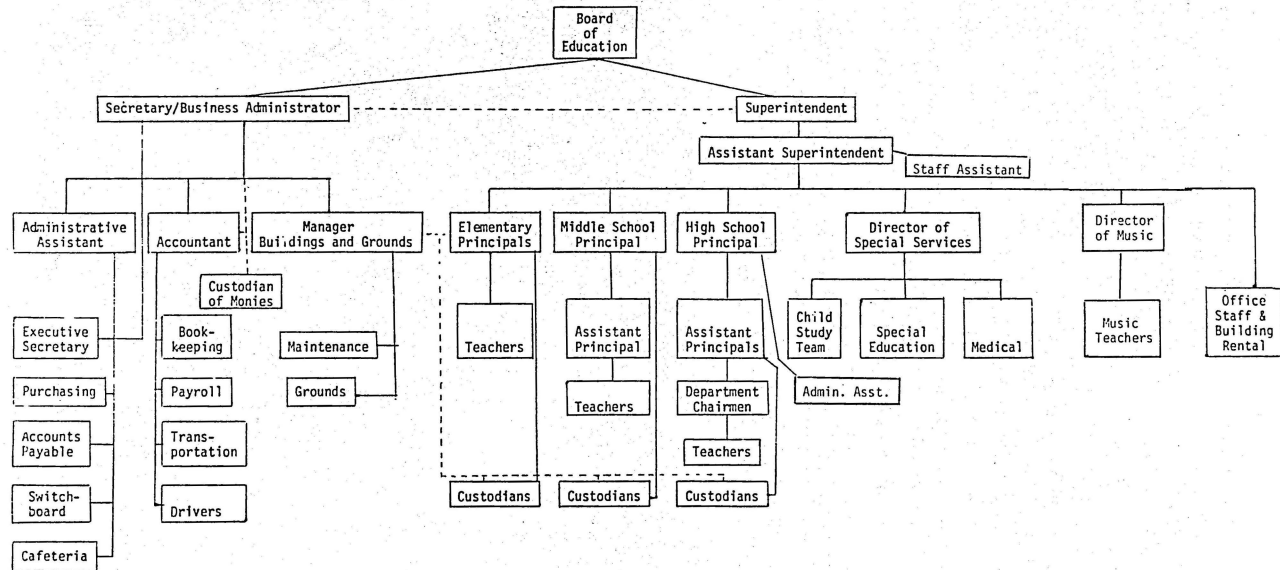 Board
of
Education
Secretary/Business Administrator
Superintendent
Assistant Superintendent
Staff Assistant
Administrative
Assistant
Accountant
Manager
Buildings and Grounds
Elementary
Principals
Middle School
Principal
High School
Principal
Director of
Special Services
Director
of Music
Custodian
of Monies
Office
Staff &
Building
Rental
Executive
Secretary
Book-
keeping
Maintenance
Teachers
Assistant
Principal
Assistant
Principals
Child
Study
Team
Special
Education
Medical
Music
Teachers
Purchasing
Payroll
Grounds
Teachers
Department
Chairmen
Admin. Asst.
Accounts
Payable
Trans-
portation
Teachers
Switch-
board
Drivers
Custodians
Custodians
Custodians
Cafeteria